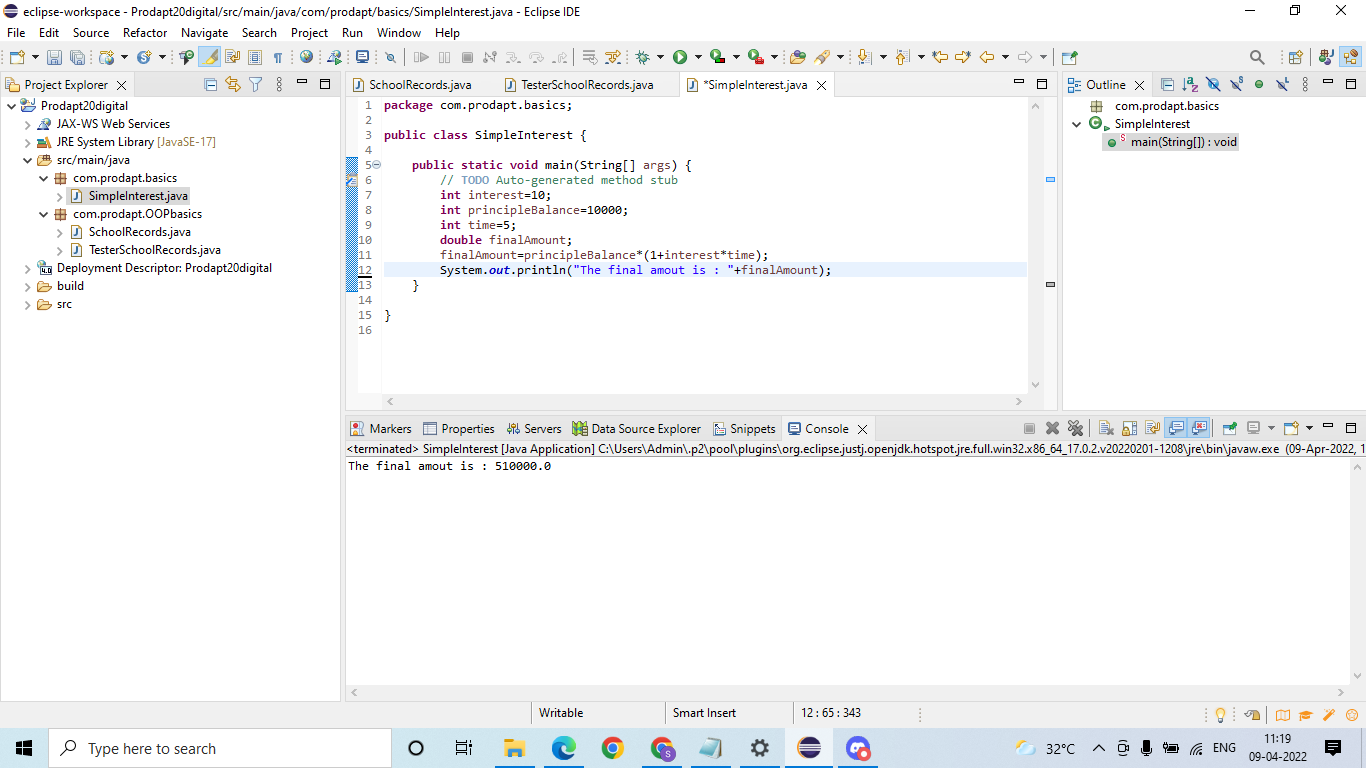 eclipse-workspace - Prodapt20digital/src/main/java/com/prodapt/basics/SimpleInterest.java - Eclipse IDE
File Edit Source Refactor Navigate Search Project Run Window Help
Project Explorer
Prodapt20digital
JAX-WS Web Services
JRE System Library [JavaSE-17]
src/main/java
com.prodapt.basics
SimpleInterest.java
com.prodapt.OOPbasics
SchoolRecords.java
TesterSchoolRecords.java
Deployment Descriptor: Prodapt20digital
build
src
SchoolRecords.java TesterSchoolRecords.java *SimpleInterest.java
1 package com.prodapt.basics;
2
3 public class SimpleInterest {
4
5 public static void main(String[] args) {
6 // TODO Auto-generated method stub
7 int interest=10;
8 int principleBalance=10000;
9 int time=5;
10 double finalAmount;
11 finalAmount=principleBalance*(1+interest*time);
12 System.out.println("The final amout is : "+finalAmount);
13 }
14
15 }
16
Outline
com.prodapt.basics
SimpleInterest
main(String[]) : void
Markers Properties Servers Data Source Explorer Snippets Console
<terminated> SimpleInterest [Java Application] C:\Users\Admin\.p2\pool\plugins\org.eclipse.justj.openjdk.hotspot.jre.full.win32.x86_64_17.0.2.v20220201-1208\jre\bin\javaw.exe (09-Apr-2022, 1
The final amout is : 510000.0
Writable Smart Insert 12 : 65 : 343
Type here to search
32°C ENG
11:19
09-04-2022